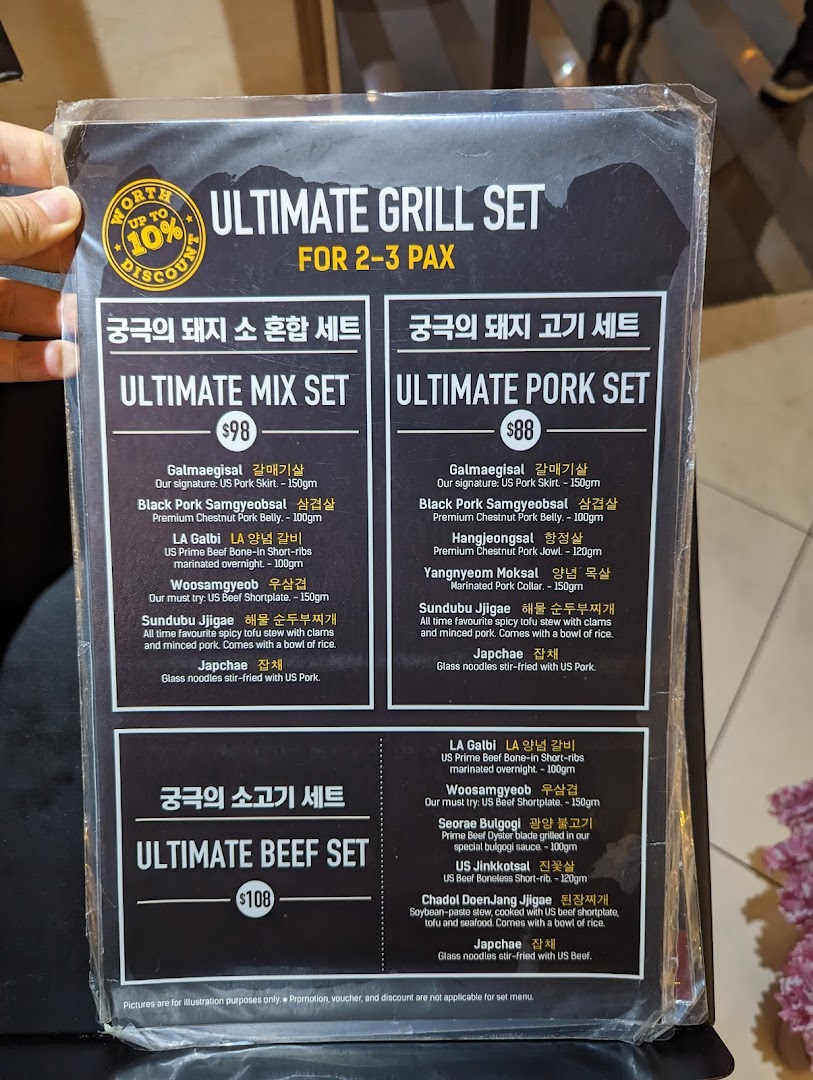 WORTH
UP TO
10%
DISCOUNT
ULTIMATE GRILL SET
FOR 2-3 PAX
궁극의 돼지 소 혼합 세트
ULTIMATE MIX SET
$98
Galmaegisal 갈매기살
Our signature: US Pork Skirt. - 150gm
Black Pork Samgyeobsal 삼겹살
Premium Chestnut Pork Belly. - 100gm
LA Galbi LA 양념 갈비
US Prime Beef Bone-in Short-ribs
marinated overnight. - 100gm
Woosamgyeob 우삼겹
Our must try: US Beef Shortplate. - 150gm
Sundubu Jjigae 해물 순두부찌개
All time favourite spicy tofu stew with clams
and minced pork. Comes with a bowl of rice.
Japchae 잡채
Glass noodles stir-fried with US Pork.
궁극의 돼지 고기 세트
ULTIMATE PORK SET
$88
Galmaegisal 갈매기살
Our signature: US Pork Skirt. - 150gm
Black Pork Samgyeobsal 삼겹살
Premium Chestnut Pork Belly. - 100gm
Hangjeongsal 항정살
Premium Chestnut Pork Jowl. - 120gm
Yangnyeom Moksal 양념 목살
Marinated Pork Collar. - 150gm
Sundubu Jjigae 해물 순두부찌개
All time favourite spicy tofu stew with clams
and minced pork. Comes with a bowl of rice.
Japchae 잡채
Glass noodles stir-fried with US Pork.
궁극의 소고기 세트
ULTIMATE BEEF SET
$108
LA Galbi LA 양념 갈비
US Prime Beef Bone-in Short-ribs
marinated overnight. - 100gm
Woosamgyeob 우삼겹
Our must try: US Beef Shortplate. - 150gm
Seorae Bulgogi 광양 불고기
Prime Beef Oyster blade grilled in our
special bulgogi sauce. - 100gm
US Jinkkotsal 진꽃살
US Beef Boneless Short-rib. - 120gm
Chadol DoenJang Jjigae 된장찌개
Soybean-paste stew, cooked with US beef shortplate,
tofu and seafood. Comes with a bowl of rice.
Japchae 잡채
Glass noodles stir-fried with US Beef.
Pictures are for illustration purposes only. ● Promotion, voucher, and discount are not applicable for set menu.